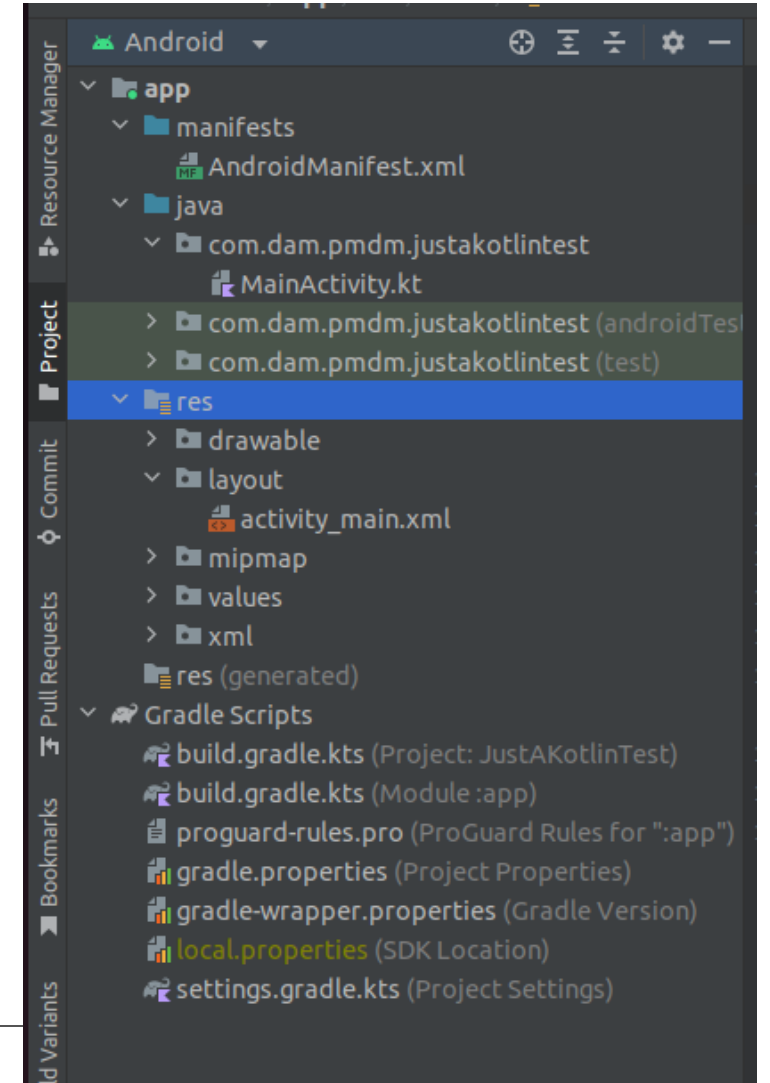 Android
app
manifests
AndroidManifest.xml
java
com.dam.pmdm.justakotlintest
MainActivity.kt
com.dam.pmdm.justakotlintest (androidTes
com.dam.pmdm.justakotlintest (test)
res
drawable
layout
activity_main.xml
mipmap
values
xml
res (generated)
Gradle Scripts
build.gradle.kts (Project: JustAKotlinTest)
build.gradle.kts (Module :app)
proguard-rules.pro (ProGuard Rules for ":app")
gradle.properties (Project Properties)
gradle-wrapper.properties (Gradle Version)
local.properties (SDK Location)
settings.gradle.kts (Project Settings)
Resource Manager
Project
Commit
Pull Requests
Bookmarks
ld Variants
MF